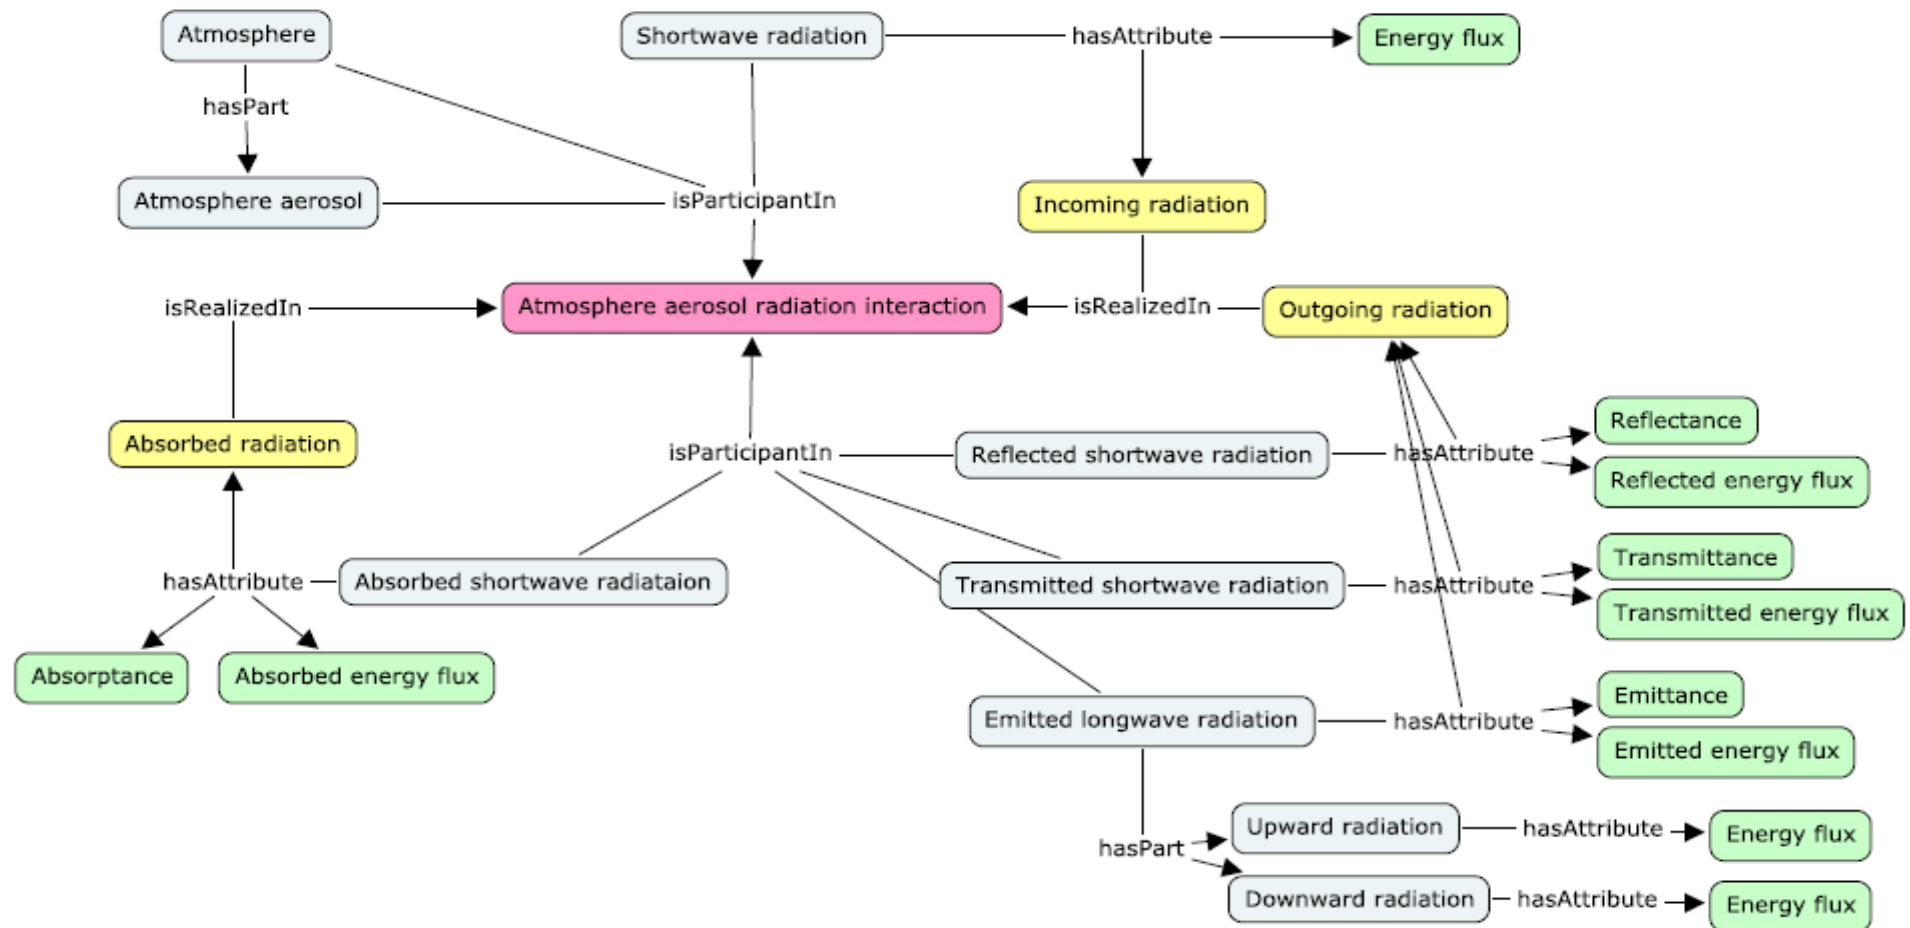 Atmosphere
Shortwave radiation
hasAttribute
Energy flux
hasPart
Atmosphere aerosol
isParticipantIn
Incoming radiation
isRealizedIn
Atmosphere aerosol radiation interaction
isRealizedIn
Outgoing radiation
Absorbed radiation
isParticipantIn
Reflected shortwave radiation
hasAttribute
Reflectance
Reflected energy flux
hasAttribute
Absorbed shortwave radiataion
Transmitted shortwave radiation
hasAttribute
Transmittance
Transmitted energy flux
Absorptance
Absorbed energy flux
Emitted longwave radiation
hasAttribute
Emittance
Emitted energy flux
hasPart
Upward radiation
hasAttribute
Energy flux
Downward radiation
hasAttribute
Energy flux